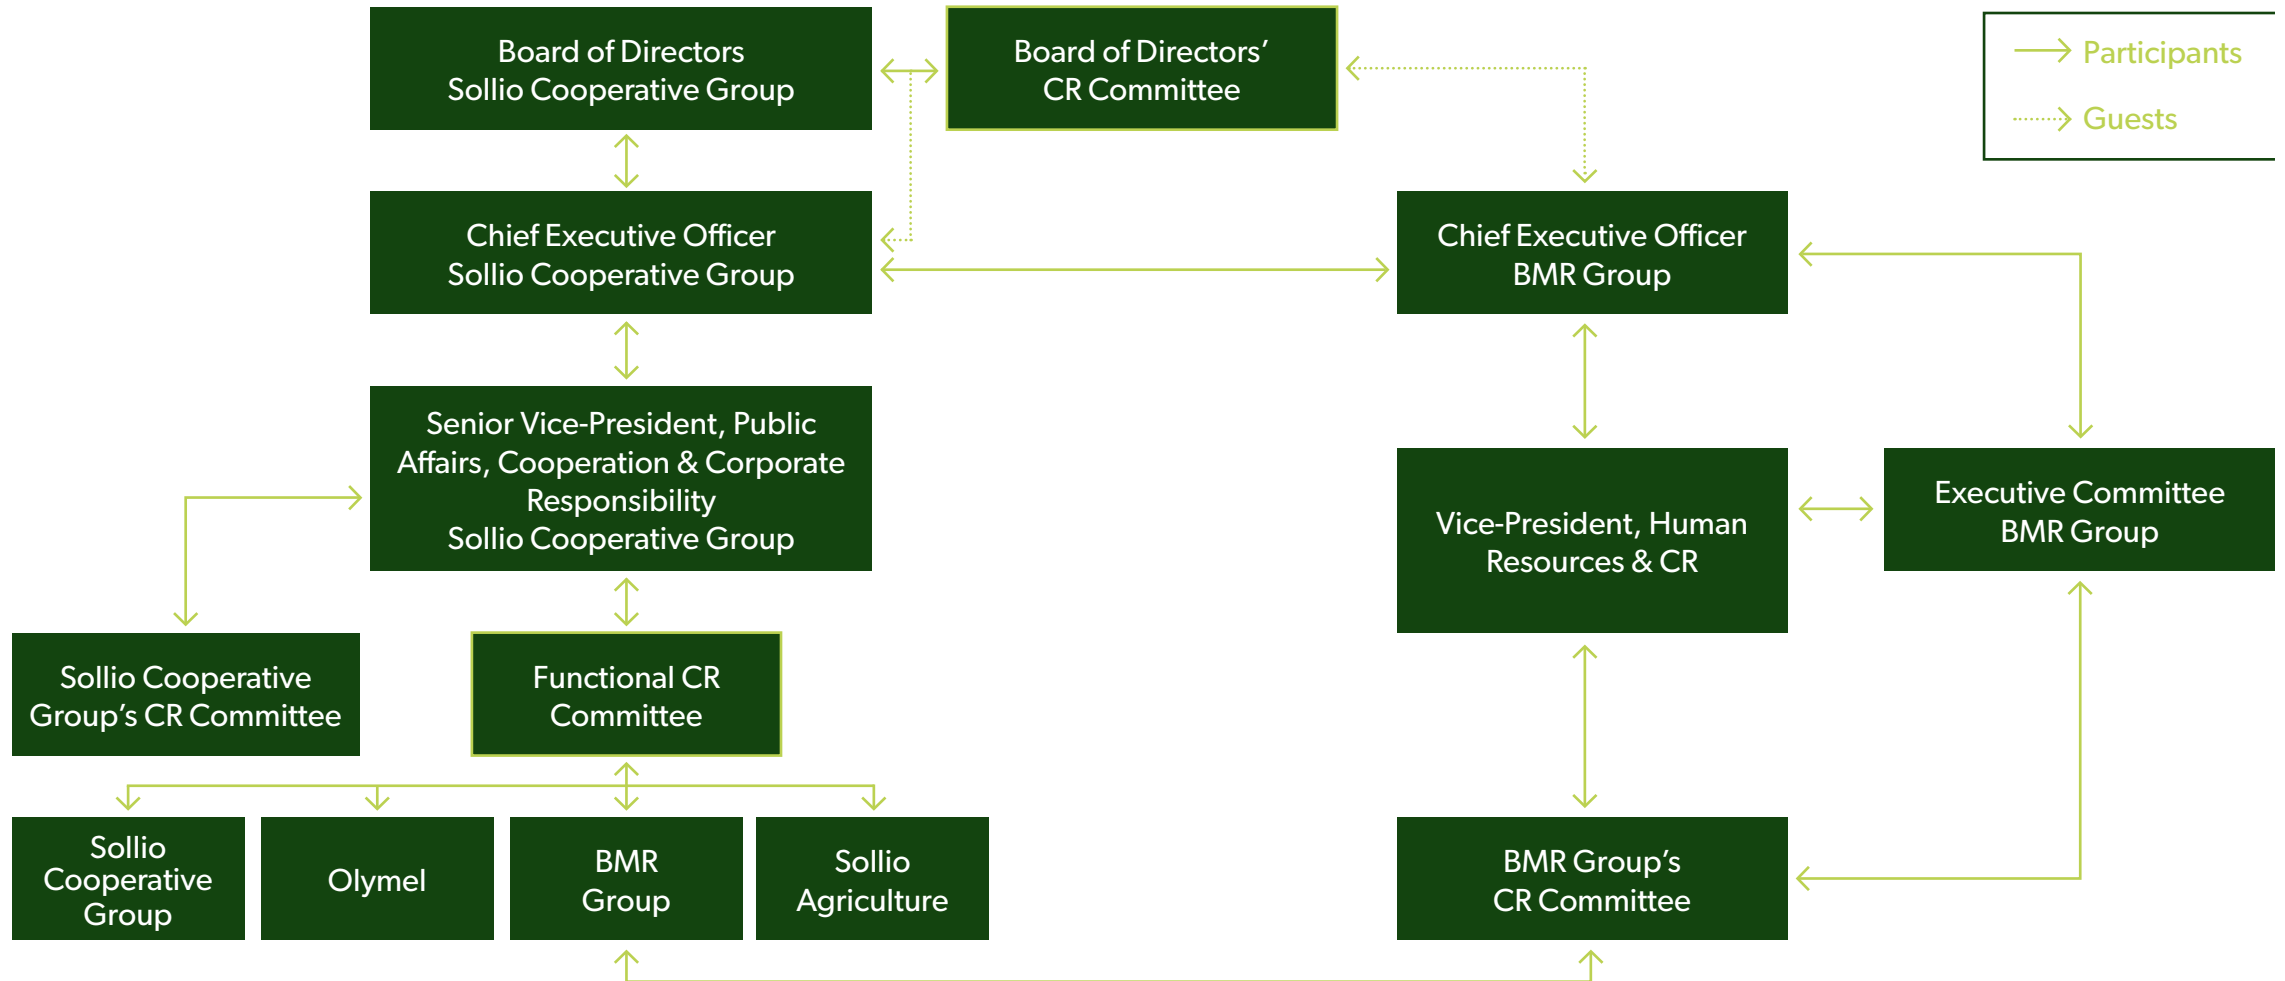 Board of Directors
Sollio Cooperative Group
Board of Directors’
CR Committee
Participants
Guests
Chief Executive Officer
Sollio Cooperative Group
Chief Executive Officer
BMR Group
Senior Vice-President, Public
Affairs, Cooperation & Corporate
Responsibility
Sollio Cooperative Group
Vice-President, Human
Resources & CR
Executive Committee
BMR Group
Sollio Cooperative
Group’s CR Committee
Functional CR
Committee
Sollio
Cooperative
Group
Olymel
BMR
Group
Sollio
Agriculture
BMR Group’s
CR Committee